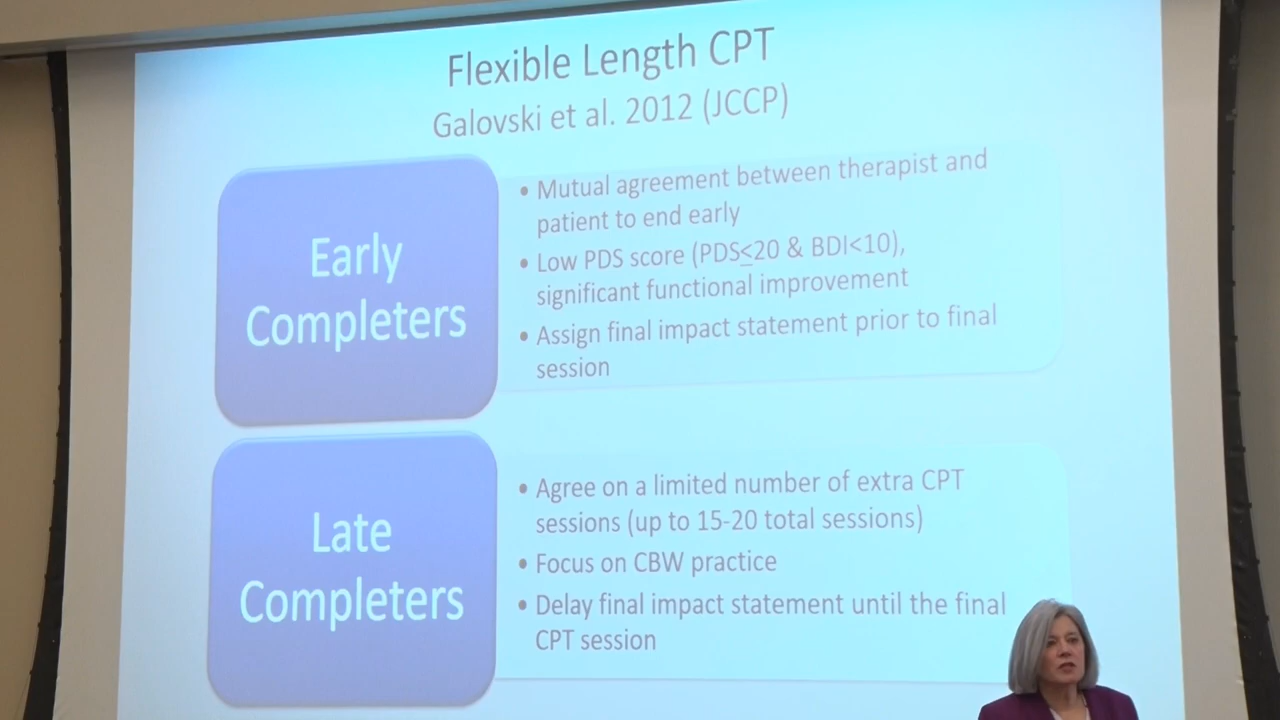 Flexible Length CPT
Galovski et al. 2012 (JCCP)
Early
Completers
• Mutual agreement between therapist and
patient to end early
• Low PDS score (PDS≤20 & BDI<10),
significant functional improvement
• Assign final impact statement prior to final
session
Late
Completers
• Agree on a limited number of extra CPT
sessions (up to 15-20 total sessions)
• Focus on CBW practice
• Delay final impact statement until the final
CPT session